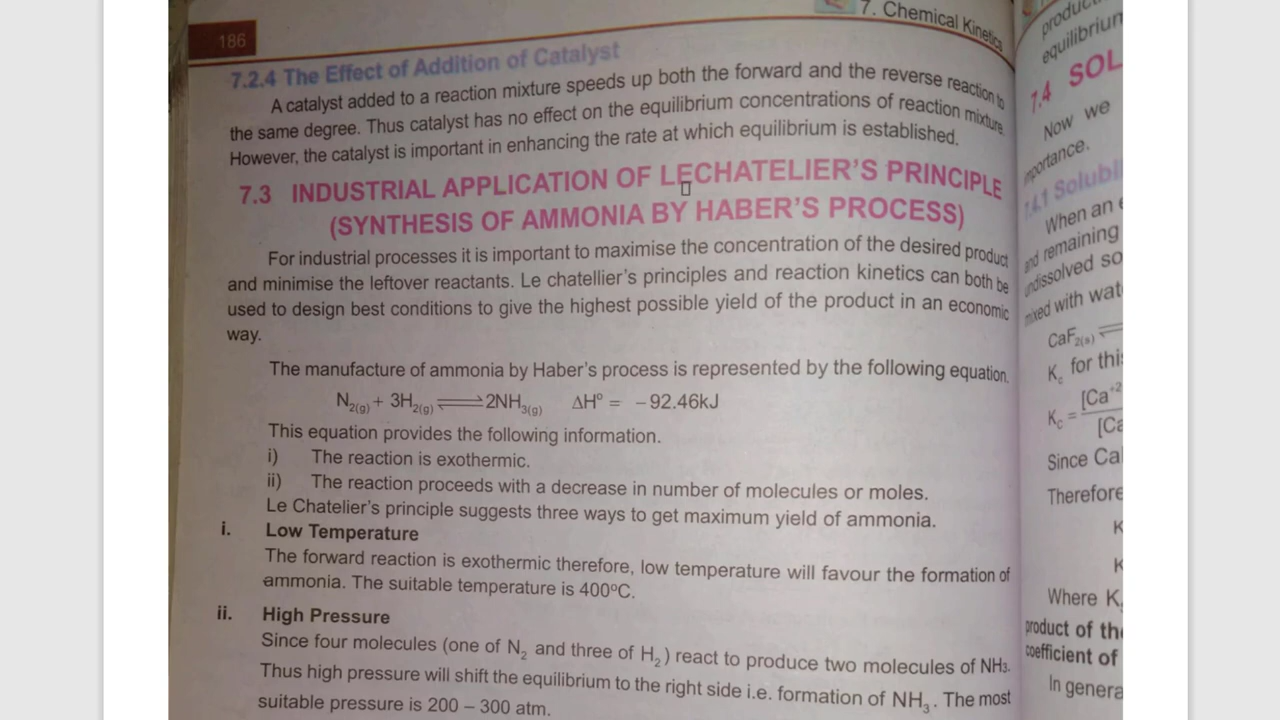 186
7. Chemical Kinetics
7.2.4 The Effect of Addition of Catalyst
A catalyst added to a reaction mixture speeds up both the forward and the reverse reaction to
the same degree. Thus catalyst has no effect on the equilibrium concentrations of reaction mixture.
However, the catalyst is important in enhancing the rate at which equilibrium is established.
7.3 INDUSTRIAL APPLICATION OF LECHATELIER'S PRINCIPLE
(SYNTHESIS OF AMMONIA BY HABER'S PROCESS)
For industrial processes it is important to maximise the concentration of the desired product
and minimise the leftover reactants. Le chatellier's principles and reaction kinetics can both be
used to design best conditions to give the highest possible yield of the product in an economic
way.
The manufacture of ammonia by Haber's process is represented by the following equation.
N₂(g) + 3H₂(g) ⇌ 2NH₃(g) ΔH° = −92.46kJ
This equation provides the following information.
i) The reaction is exothermic.
ii) The reaction proceeds with a decrease in number of molecules or moles.
Le Chatelier's principle suggests three ways to get maximum yield of ammonia.
i. Low Temperature
The forward reaction is exothermic therefore, low temperature will favour the formation of
ammonia. The suitable temperature is 400°C.
ii. High Pressure
Since four molecules (one of N₂ and three of H₂) react to produce two molecules of NH₃.
Thus high pressure will shift the equilibrium to the right side i.e. formation of NH₃. The most
suitable pressure is 200 – 300 atm.
7.4 SOL
Now we
When an
and remaining
mixed with wat
CaF₂(s) ⇌
K꜀ for this
K꜀ = [Ca⁺²
[Ca
Since Ca
Therefore
K
K
Where K
product of the
coefficient of
In genera